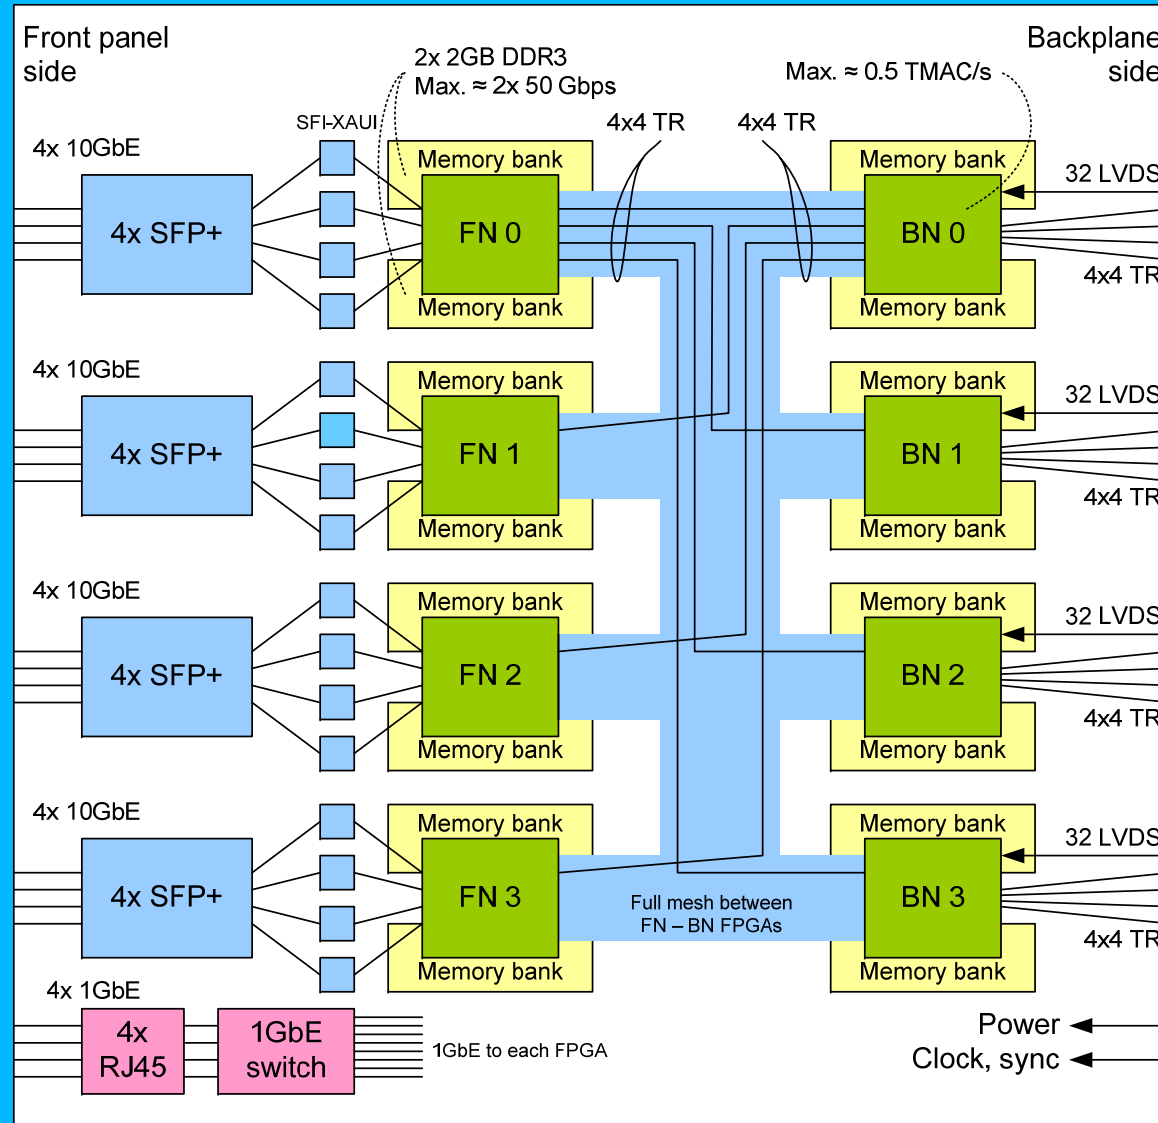 Front panel
side
Backplane
side
2x 2GB DDR3
Max. ≈ 2x 50 Gbps
Max. ≈ 0.5 TMAC/s
SFI-XAUI
4x4 TR
4x4 TR
4x 10GbE
4x SFP+
Memory bank
FN 0
Memory bank
Memory bank
BN 0
Memory bank
32 LVDS
4x4 TR
4x 10GbE
4x SFP+
Memory bank
FN 1
Memory bank
Memory bank
BN 1
Memory bank
32 LVDS
4x4 TR
4x 10GbE
4x SFP+
Memory bank
FN 2
Memory bank
Memory bank
BN 2
Memory bank
32 LVDS
4x4 TR
4x 10GbE
4x SFP+
Memory bank
FN 3
Memory bank
Full mesh between
FN – BN FPGAs
Memory bank
BN 3
Memory bank
32 LVDS
4x4 TR
4x 1GbE
4x
RJ45
1GbE
switch
1GbE to each FPGA
Power
Clock, sync